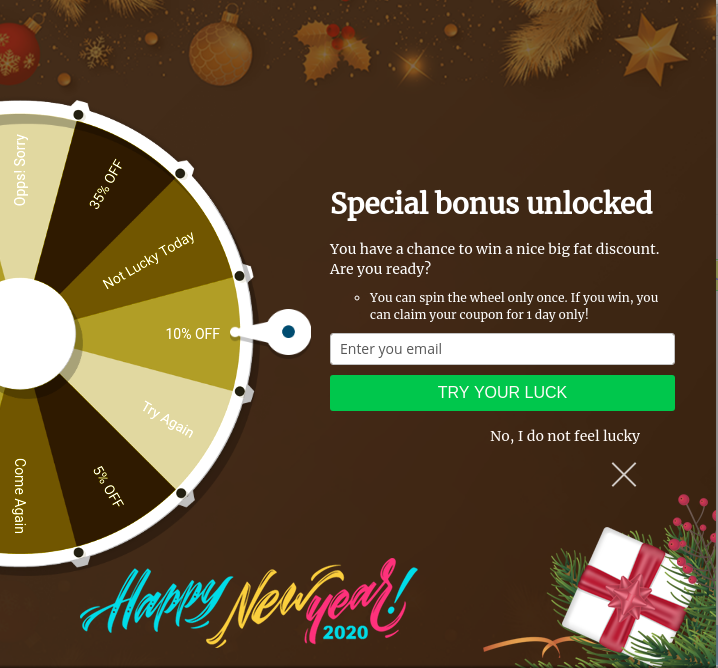 Opps! Sorry
35% OFF
Not Lucky Today
10% OFF
Try Again
5% OFF
Come Again
Special bonus unlocked
You have a chance to win a nice big fat discount.
Are you ready?
You can spin the wheel only once. If you win, you
can claim your coupon for 1 day only!
Enter you email
TRY YOUR LUCK
No, I do not feel lucky
Happy New year!
2020